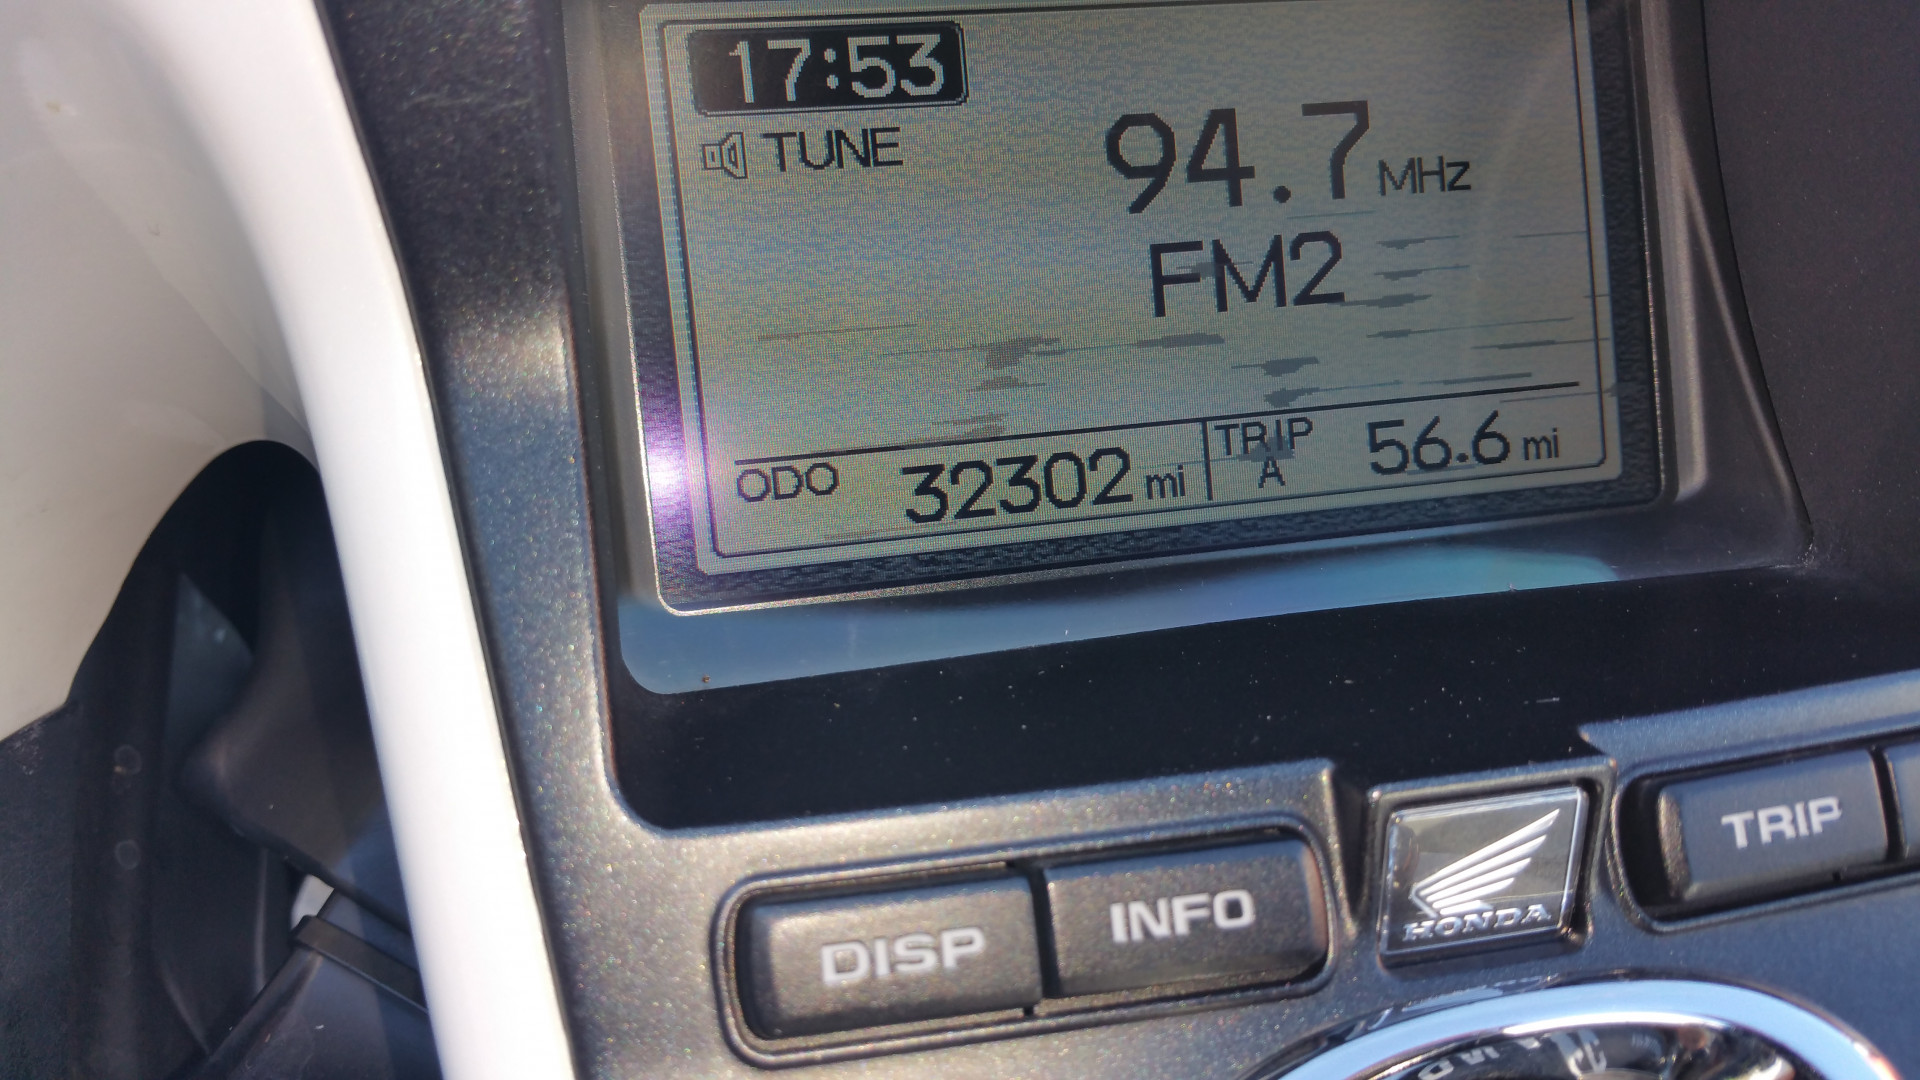 17:53
TUNE
94.7 MHz
FM2
ODO 32302 mi TRIP A 56.6 mi
DISP INFO HONDA TRIP